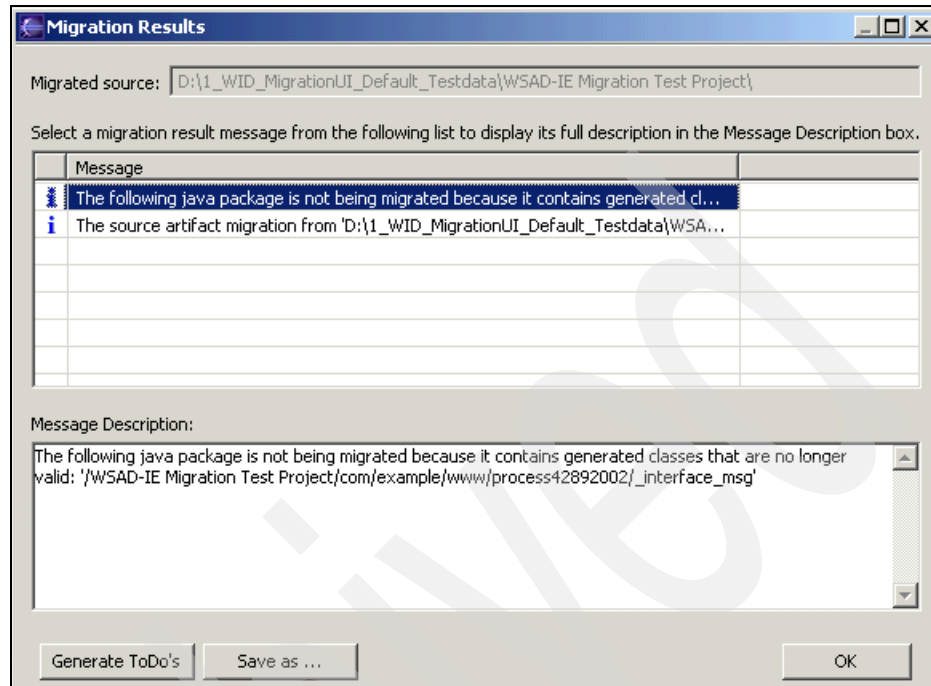 Migration Results
Migrated source: D:\1_WID_MigrationUI_Default_Testdata\WSAD-IE Migration Test Project\
Select a migration result message from the following list to display its full description in the Message Description box.
Message
The following java package is not being migrated because it contains generated cl...
i The source artifact migration from 'D:\1_WID_MigrationUI_Default_Testdata\WSA...
Message Description:
The following java package is not being migrated because it contains generated classes that are no longer
valid: '/WSAD-IE Migration Test Project/com/example/www/process42892002/_interface_msg'
Generate ToDo's Save as ... OK